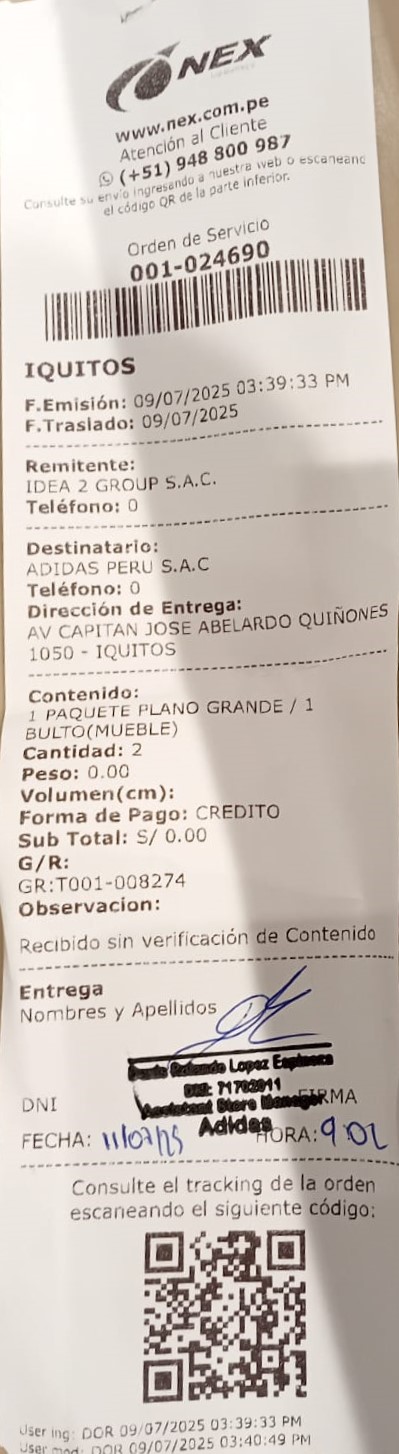 NEX
www.nex.com.pe
Atención al Cliente
(+51) 948 800 987
Consulte su envío ingresando a nuestra web o escaneand
el código QR de la parte inferior.
Orden de Servicio
001-024690
IQUITOS
F.Emisión: 09/07/2025 03:39:33 PM
F.Traslado: 09/07/2025
Remitente:
IDEA 2 GROUP S.A.C.
Teléfono: 0
Destinatario:
ADIDAS PERU S.A.C
Teléfono: 0
Dirección de Entrega:
AV CAPITAN JOSE ABELARDO QUIÑONES
1050 - IQUITOS
Contenido:
1 PAQUETE PLANO GRANDE / 1
BULTO(MUEBLE)
Cantidad: 2
Peso: 0.00
Volumen(cm):
Forma de Pago: CREDITO
Sub Total: S/ 0.00
G/R:
GR:T001-008274
Observacion:
Recibido sin verificación de Contenido
Entrega
Nombres y Apellidos
Lopez Espinoza
DNI: 71702911
DNI Assistant Store Manager FIRMA
Adidas
FECHA: 11/07/25 HORA: 9:02
Consulte el tracking de la orden
escaneando el siguiente código:
User ing: DOR 09/07/2025 03:39:33 PM
User mod: DOR 09/07/2025 03:40:49 PM